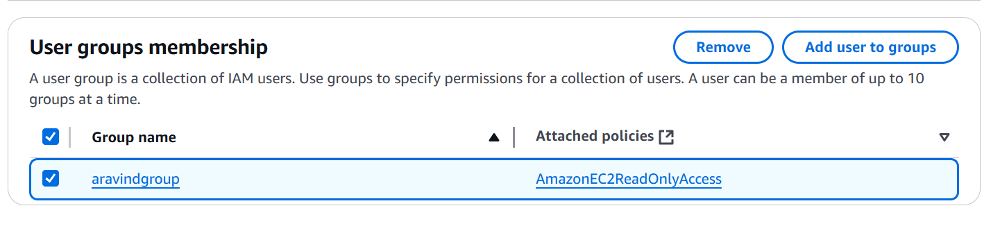 User groups membership
Remove
Add user to groups
A user group is a collection of IAM users. Use groups to specify permissions for a collection of users. A user can be a member of up to 10
groups at a time.
Group name
Attached policies
aravindgroup
AmazonEC2ReadOnlyAccess